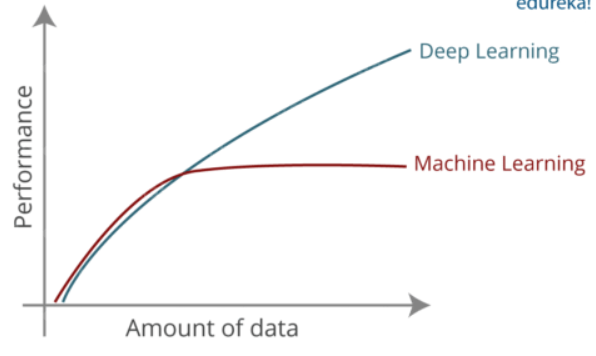 edureka!
Deep Learning
Performance
Machine Learning
Amount of data